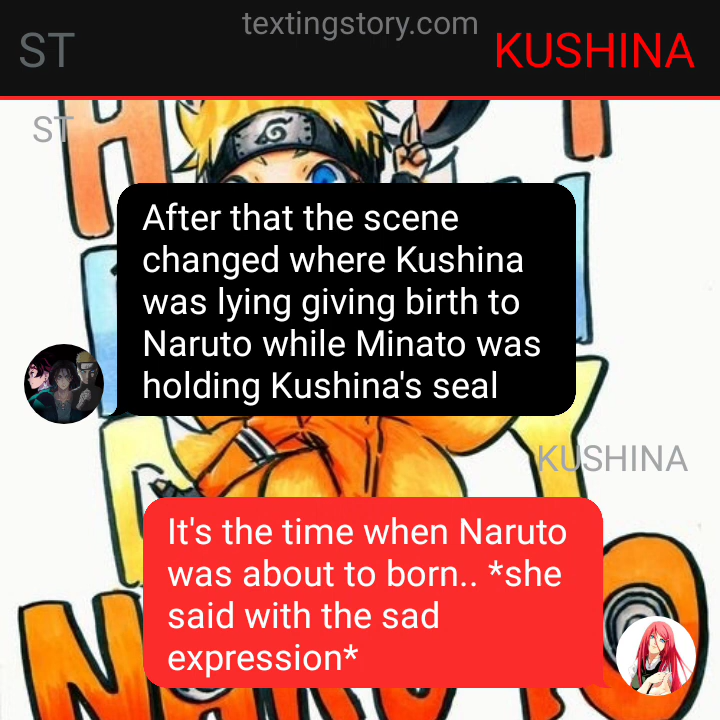 textingstory.com
ST KUSHINA
ST
After that the scene
changed where Kushina
was lying giving birth to
Naruto while Minato was
holding Kushina's seal
KUSHINA
It's the time when Naruto
was about to born.. *she
said with the sad
expression*
NARUTO